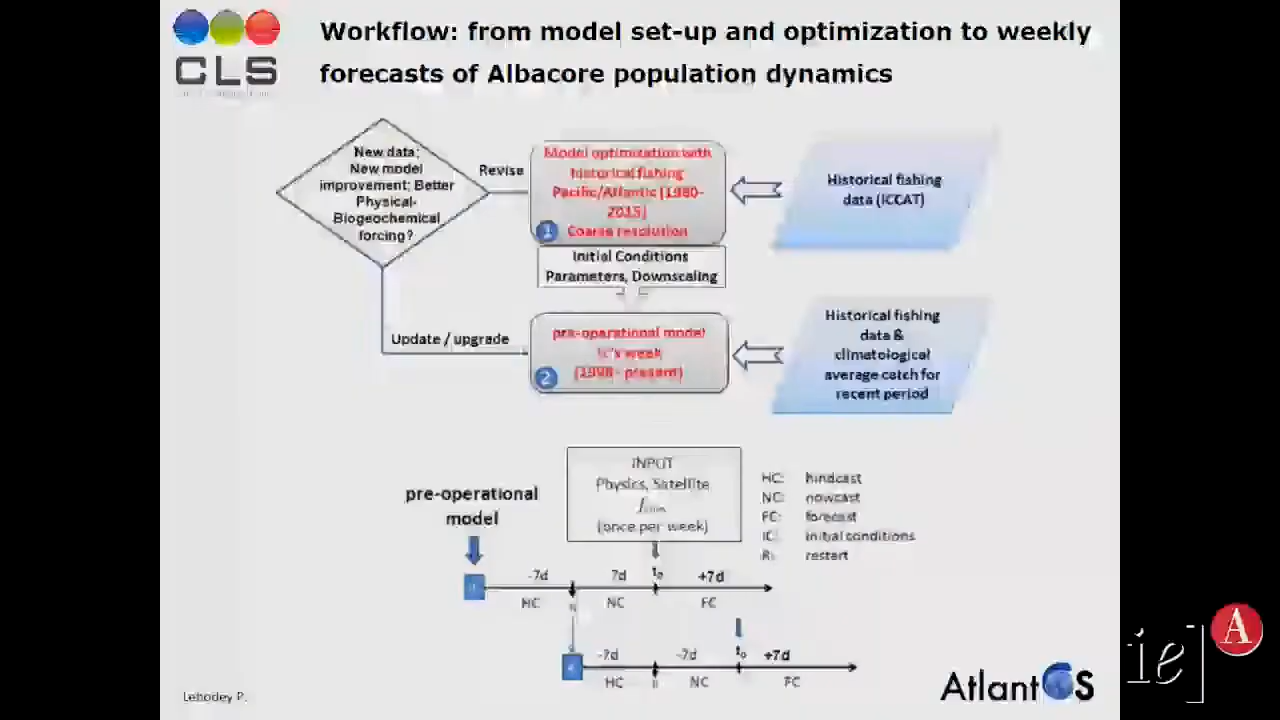 CLS
Workflow: from model set-up and optimization to weekly
forecasts of Albacore population dynamics
New data;
New model
improvement; Better
Physical-
Biogeochemical
forcing?
Revise
Model optimization with
historical fishing
Pacific/Atlantic (1980-
2015)
Coarse resolution
1
Historical fishing
data (ICCAT)
Initial Conditions
Parameters, Downscaling
Update / upgrade
pre-operational model
week
(1998 - present)
2
Historical fishing
data &
climatological
average catch for
recent period
pre-operational
model
INPUT
Physics, Satellite
(once per week)
HC: hindcast
NC: nowcast
FC: forecast
IC: initial conditions
R: restart
-7d 7d t0 +7d
HC NC FC
-7d -7d t0 +7d
HC NC FC
Lehodey P.
AtlantOS
ie] A